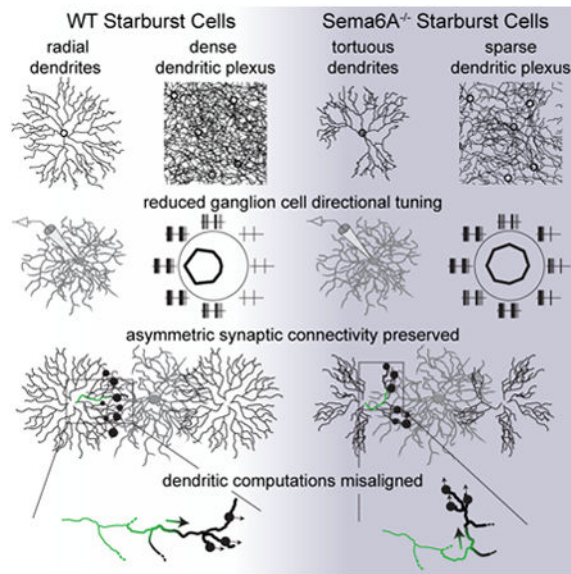 WT Starburst Cells
Sema6A-/- Starburst Cells
radial
dendrites
dense
dendritic plexus
tortuous
dendrites
sparse
dendritic plexus
reduced ganglion cell directional tuning
asymmetric synaptic connectivity preserved
dendritic computations misaligned